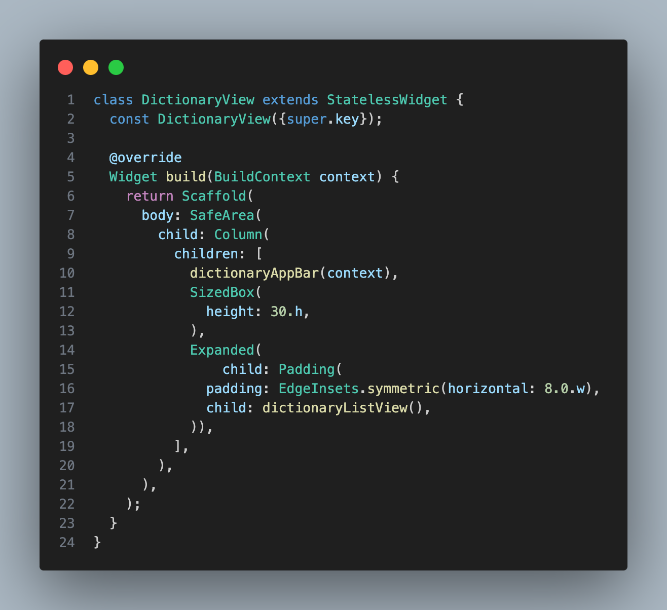 1 class DictionaryView extends StatelessWidget {
2   const DictionaryView({super.key});
3
4   @override
5   Widget build(BuildContext context) {
6     return Scaffold(
7       body: SafeArea(
8         child: Column(
9           children: [
10             dictionaryAppBar(context),
11             SizedBox(
12               height: 30.h,
13             ),
14             Expanded(
15                 child: Padding(
16               padding: EdgeInsets.symmetric(horizontal: 8.0.w),
17               child: dictionaryListView(),
18             )),
19           ],
20         ),
21       ),
22     );
23   }
24 }